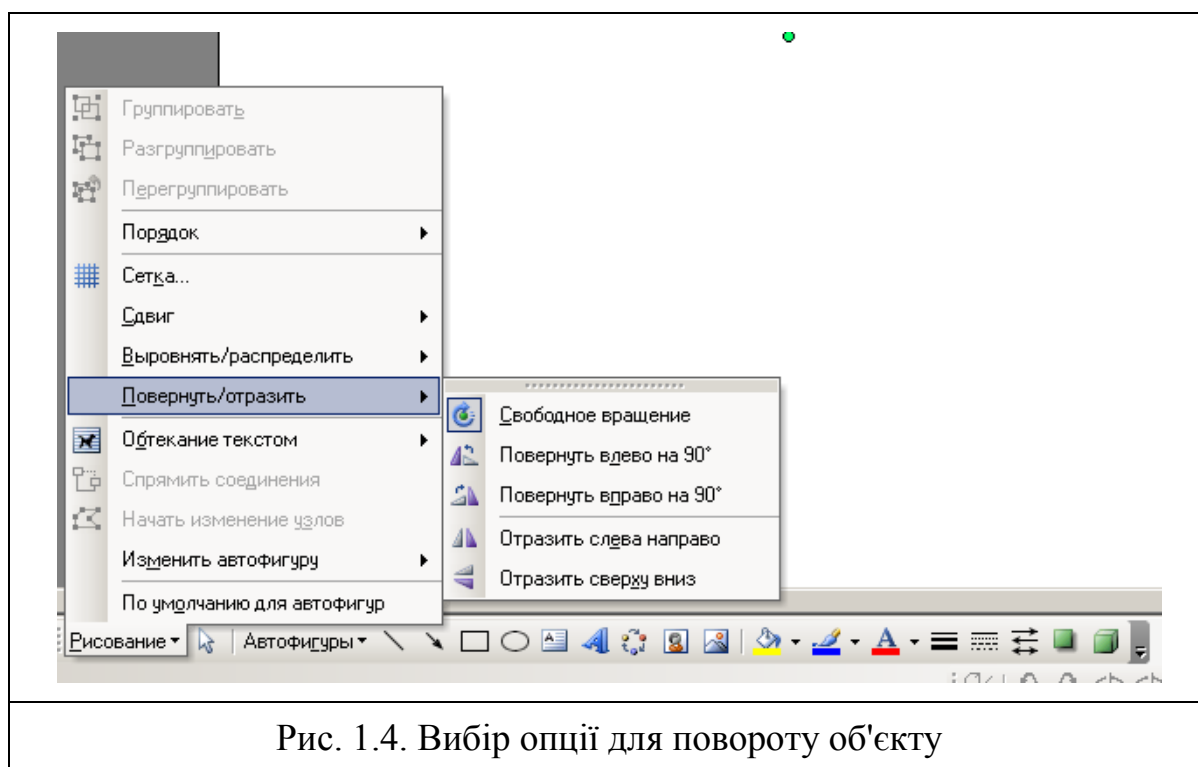 Группировать
Разгруппировать
Перегруппировать
Порядок
Сетка...
Сдвиг
Выровнять/распределить
Повернуть/отразить
Свободное вращение
Обтекание текстом
Повернуть влево на 90°
Спрямить соединения
Повернуть вправо на 90°
Начать изменение узлов
Отразить слева направо
Изменить автофигуру
Отразить сверху вниз
По умолчанию для автофигур
Рисование Автофигуры
Рис. 1.4. Вибір опції для повороту об'єкту